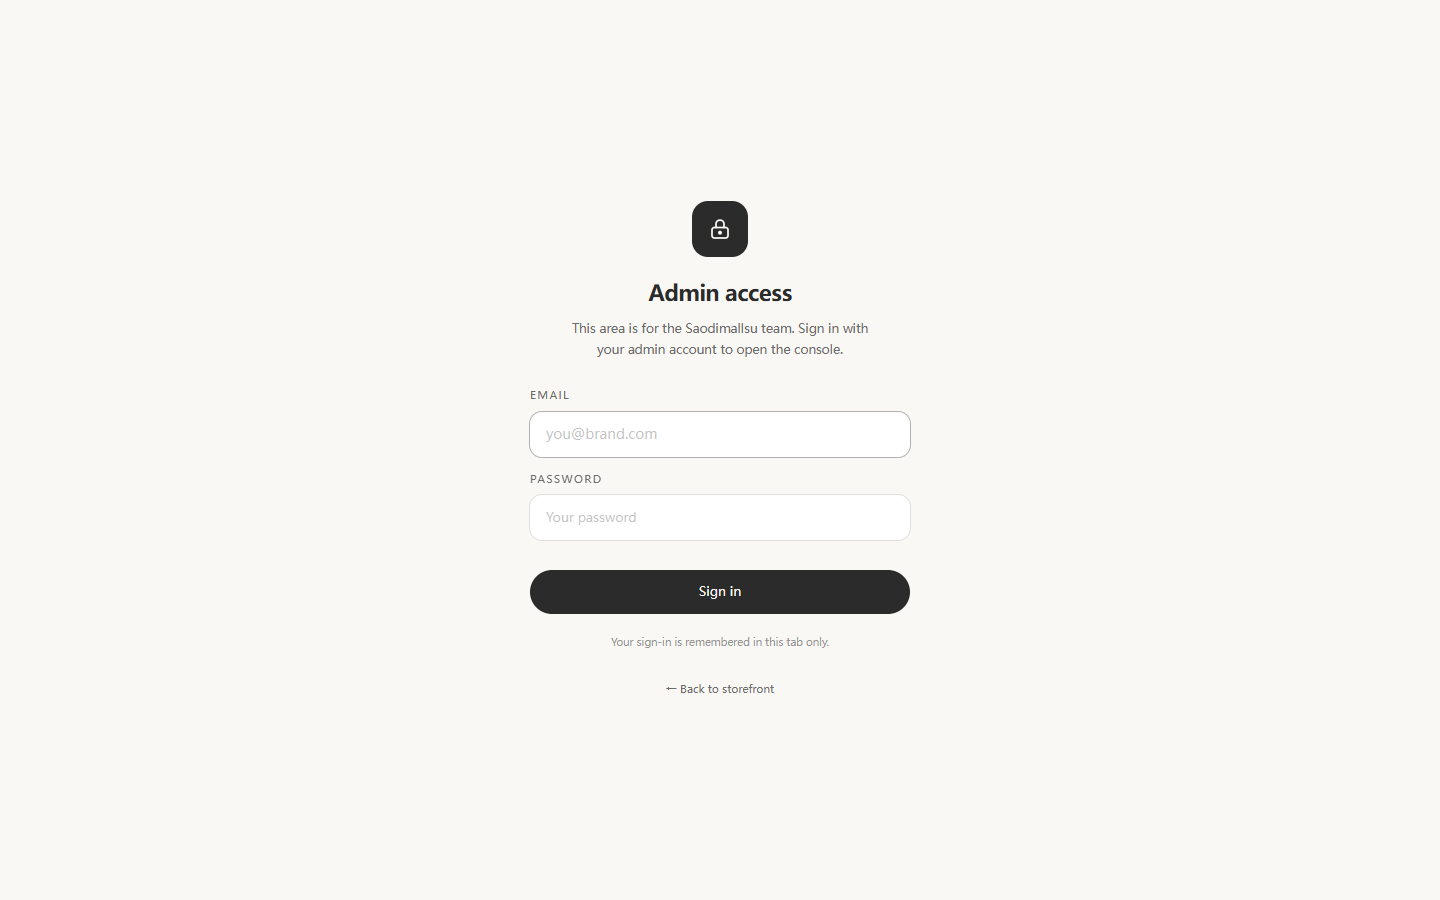 Admin access
This area is for the Saodimallsu team. Sign in with
your admin account to open the console.
EMAIL
you@brand.com
PASSWORD
Your password
Sign in
Your sign-in is remembered in this tab only.
← Back to storefront